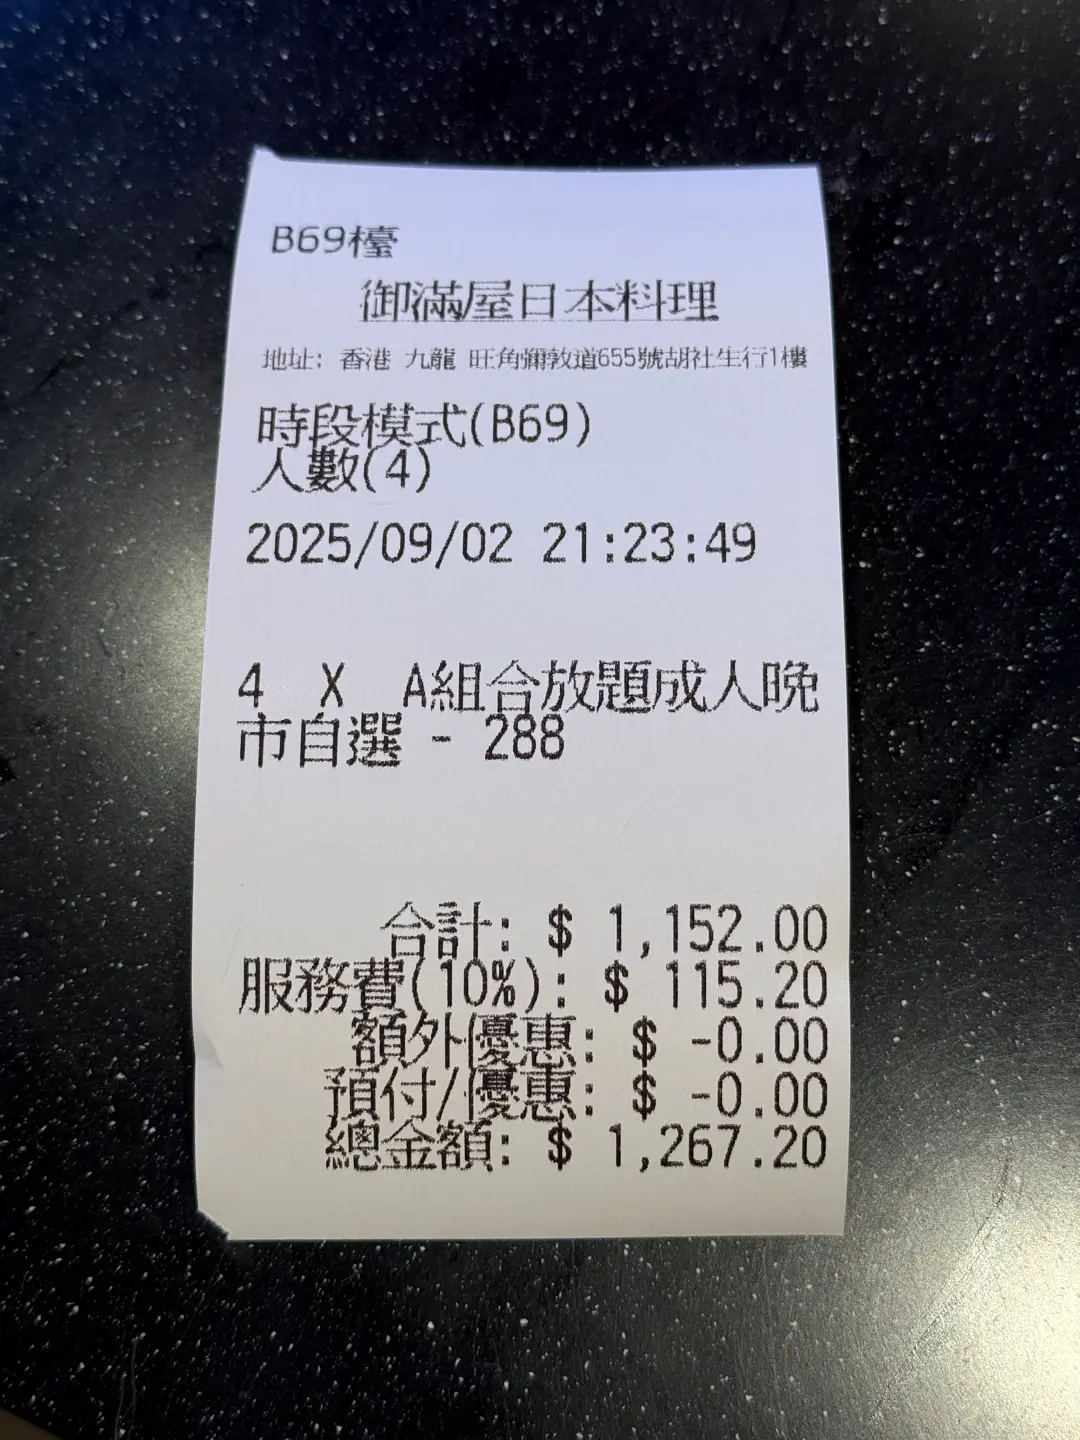 B69檯
御滿屋日本料理
地址: 香港 九龍 旺角彌敦道655號胡社生行1樓
時段模式(B69)
人數(4)
2025/09/02 21:23:49
4 X A組合放題成人晚
市自選 - 288
合計: $ 1,152.00
服務費(10%): $ 115.20
額外優惠: $ -0.00
預付/優惠: $ -0.00
總金額: $ 1,267.20